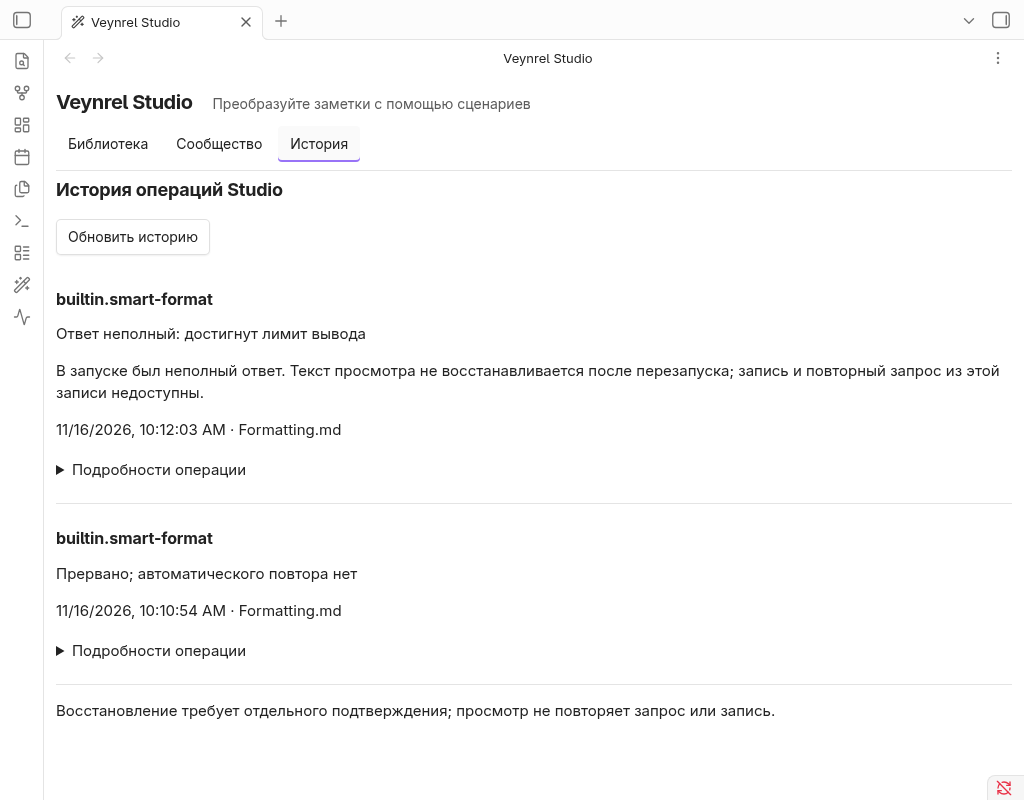 Veynrel Studio
Veynrel Studio
Veynrel Studio
Преобразуйте заметки с помощью сценариев
Библиотека
Сообщество
История
История операций Studio
Обновить историю
builtin.smart-format
Ответ неполный: достигнут лимит вывода
В запуске был неполный ответ. Текст просмотра не восстанавливается после перезапуска; запись и повторный запрос из этой
записи недоступны.
11/16/2026, 10:12:03 AM · Formatting.md
Подробности операции
builtin.smart-format
Прервано; автоматического повтора нет
11/16/2026, 10:10:54 AM · Formatting.md
Подробности операции
Восстановление требует отдельного подтверждения; просмотр не повторяет запрос или запись.